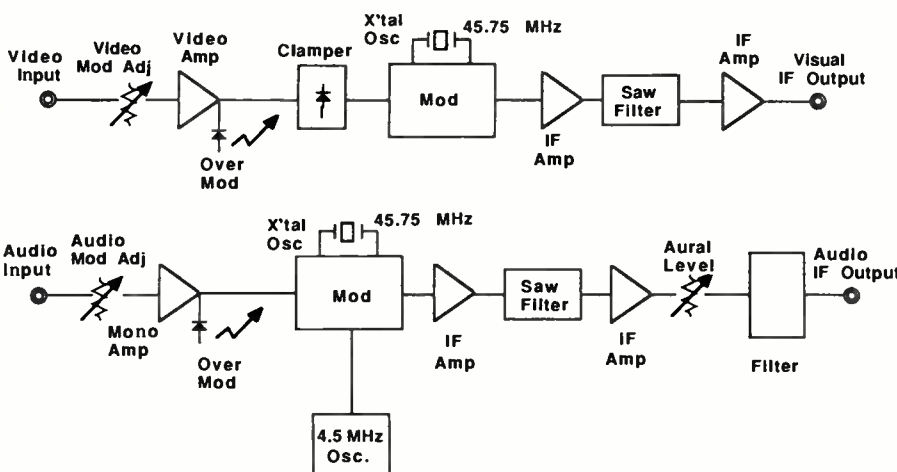 Video Input
Video Mod Adj
Video Amp
Over Mod
Clamper
X'tal Osc
45.75 MHz
Mod
IF Amp
Saw Filter
IF Amp
Visual IF Output
Audio Input
Audio Mod Adj
Mono Amp
Over Mod
X'tal Osc
45.75 MHz
Mod
4.5 MHz Osc.
IF Amp
Saw Filter
IF Amp
Aural Level
Filter
Audio IF Output